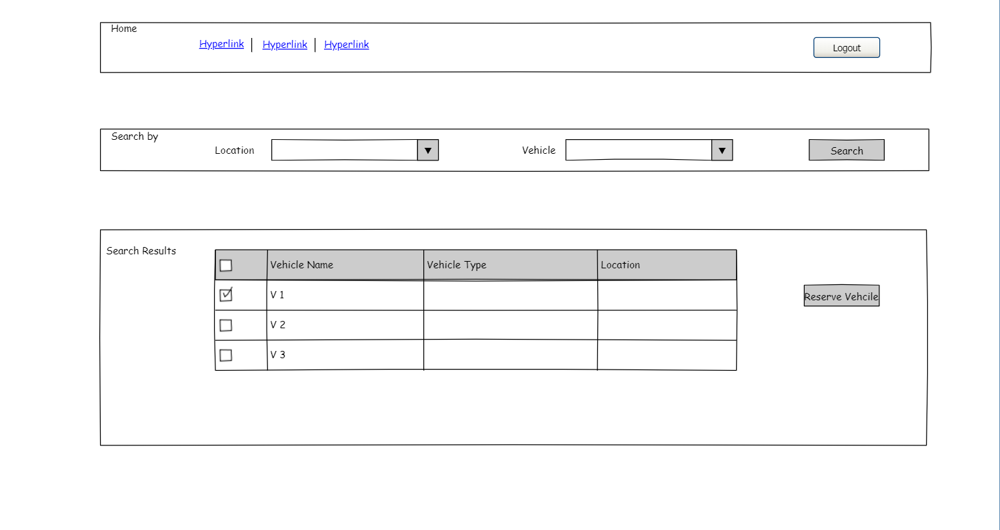 Home
Hyperlink | Hyperlink | Hyperlink
Logout
Search by
Location
Vehicle
Search
Search Results
Vehicle Name Vehicle Type Location
V 1
Reserve Vehcile
V 2
V 3